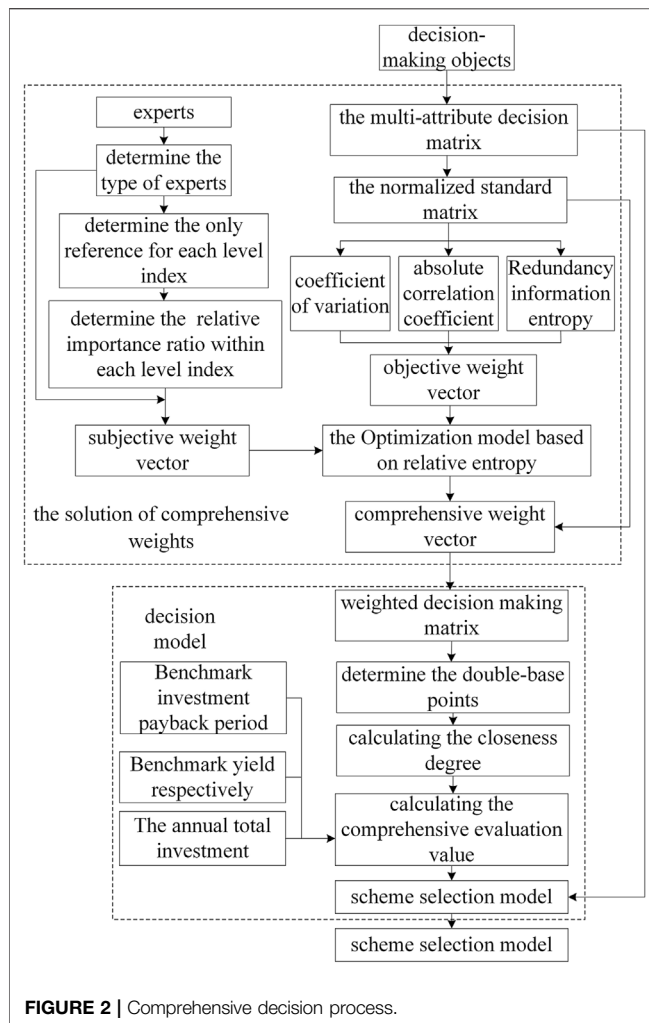 decision-
making objects
experts
the multi-attribute decision
matrix
determine the
type of experts
the normalized standard
matrix
determine the only
reference for each level
index
coefficient
of variation
absolute
correlation
coefficient
Redundancy
information
entropy
determine the relative
importance ratio within
each level index
objective weight
vector
subjective weight
vector
the Optimization model based
on relative entropy
the solution of comprehensive
weights
comprehensive weight
vector
decision
model
weighted decision making
matrix
Benchmark
investment
payback period
determine the double-base
points
calculating the closeness
degree
Benchmark yield
respectively
The annual total
investment
calculating the
comprehensive evaluation
value
scheme selection model
scheme selection model
FIGURE 2 | Comprehensive decision process.